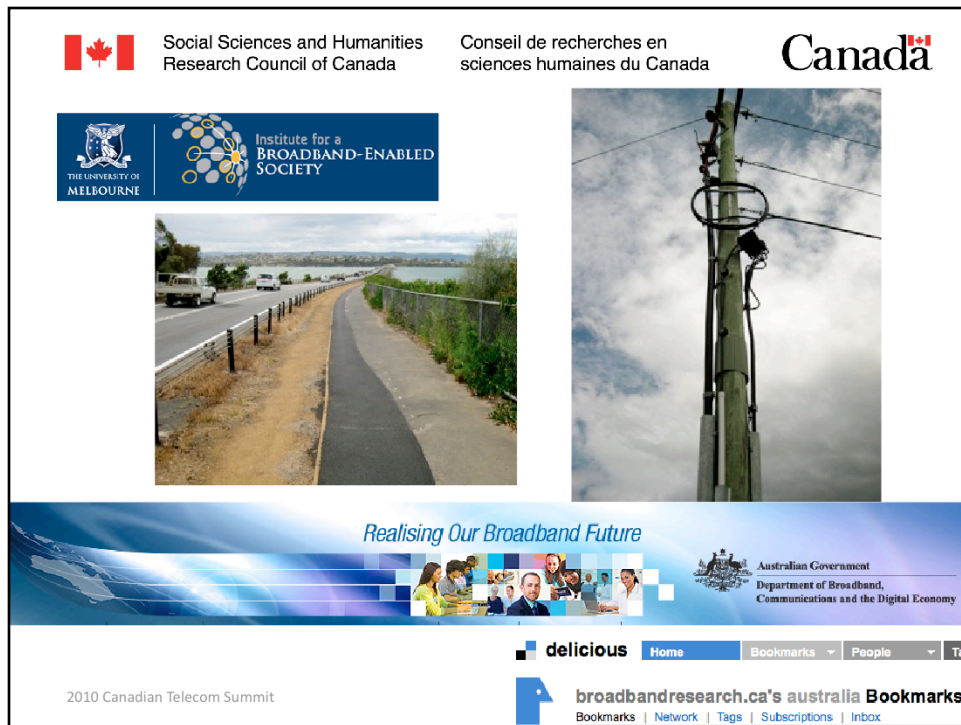 Social Sciences and Humanities
Research Council of Canada
Conseil de recherches en
sciences humaines du Canada
Canada
THE UNIVERSITY OF
MELBOURNE
Institute for a
BROADBAND-ENABLED
SOCIETY
Realising Our Broadband Future
Australian Government
Department of Broadband,
Communications and the Digital Economy
delicious
Home
Bookmarks
People
2010 Canadian Telecom Summit
broadbandresearch.ca's australia Bookmarks
Bookmarks | Network | Tags | Subscriptions | Inbox